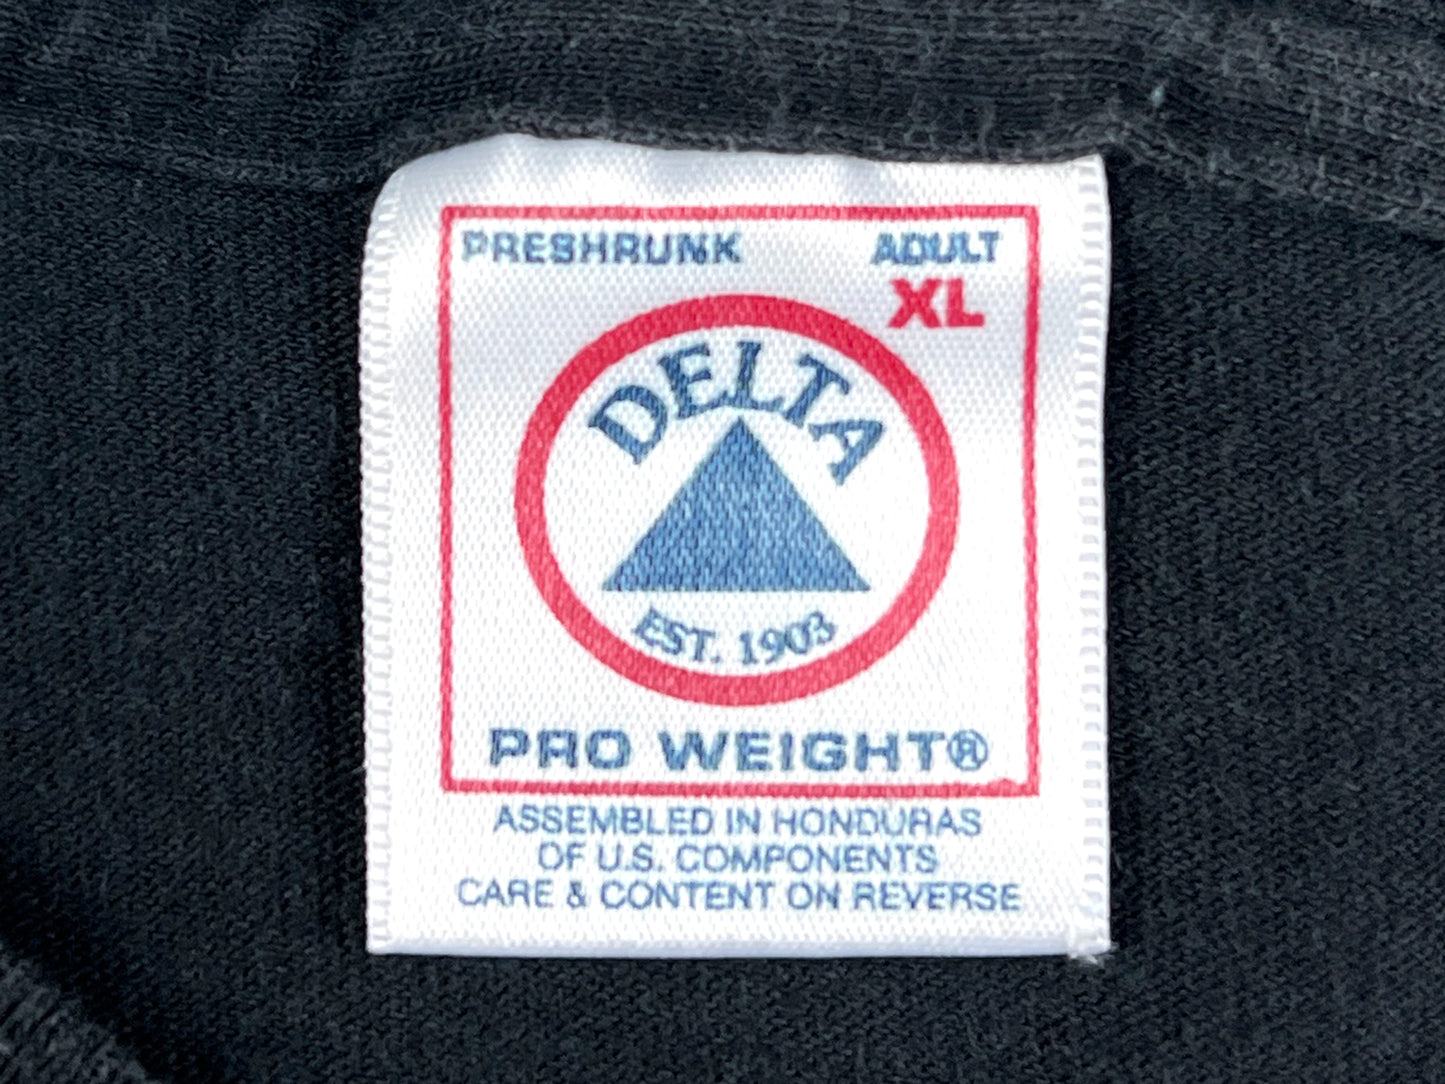 PRESHRUNK ADULT
XL
DELTA
EST. 1903
PRO WEIGHT®
ASSEMBLED IN HONDURAS
OF U.S. COMPONENTS
CARE & CONTENT ON REVERSE